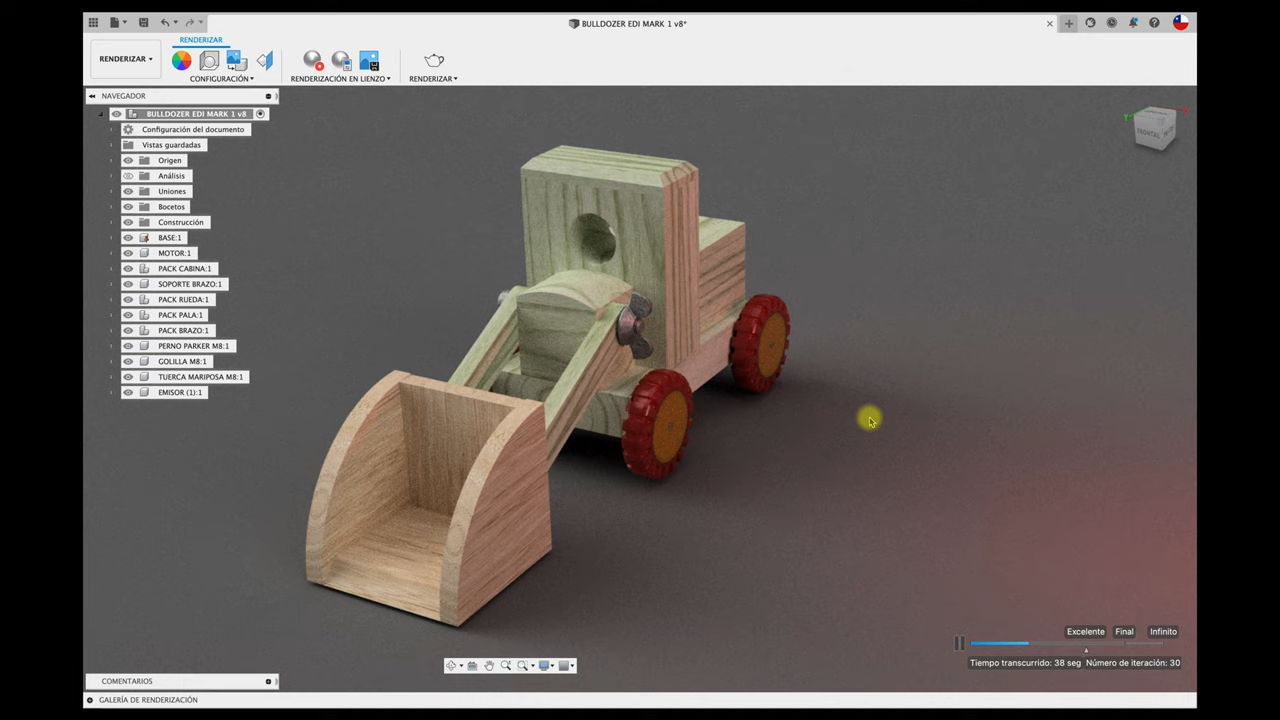 BULLDOZER EDI MARK 1 v8*
RENDERIZAR
RENDERIZAR
CONFIGURACIÓN
RENDERIZACIÓN EN LIENZO
RENDERIZAR
NAVEGADOR
BULLDOZER EDI MARK 1 v8
Configuración del documento
Vistas guardadas
Origen
Análisis
Uniones
Bocetos
Construcción
BASE:1
MOTOR:1
PACK CABINA:1
SOPORTE BRAZO:1
PACK RUEDA:1
PACK PALA:1
PACK BRAZO:1
PERNO PARKER M8:1
GOLILLA M8:1
TUERCA MARIPOSA M8:1
EMISOR (1):1
FRONTAL
Excelente Final Infinito
Tiempo transcurrido: 38 seg Número de iteración: 30
COMENTARIOS
GALERÍA DE RENDERIZACIÓN